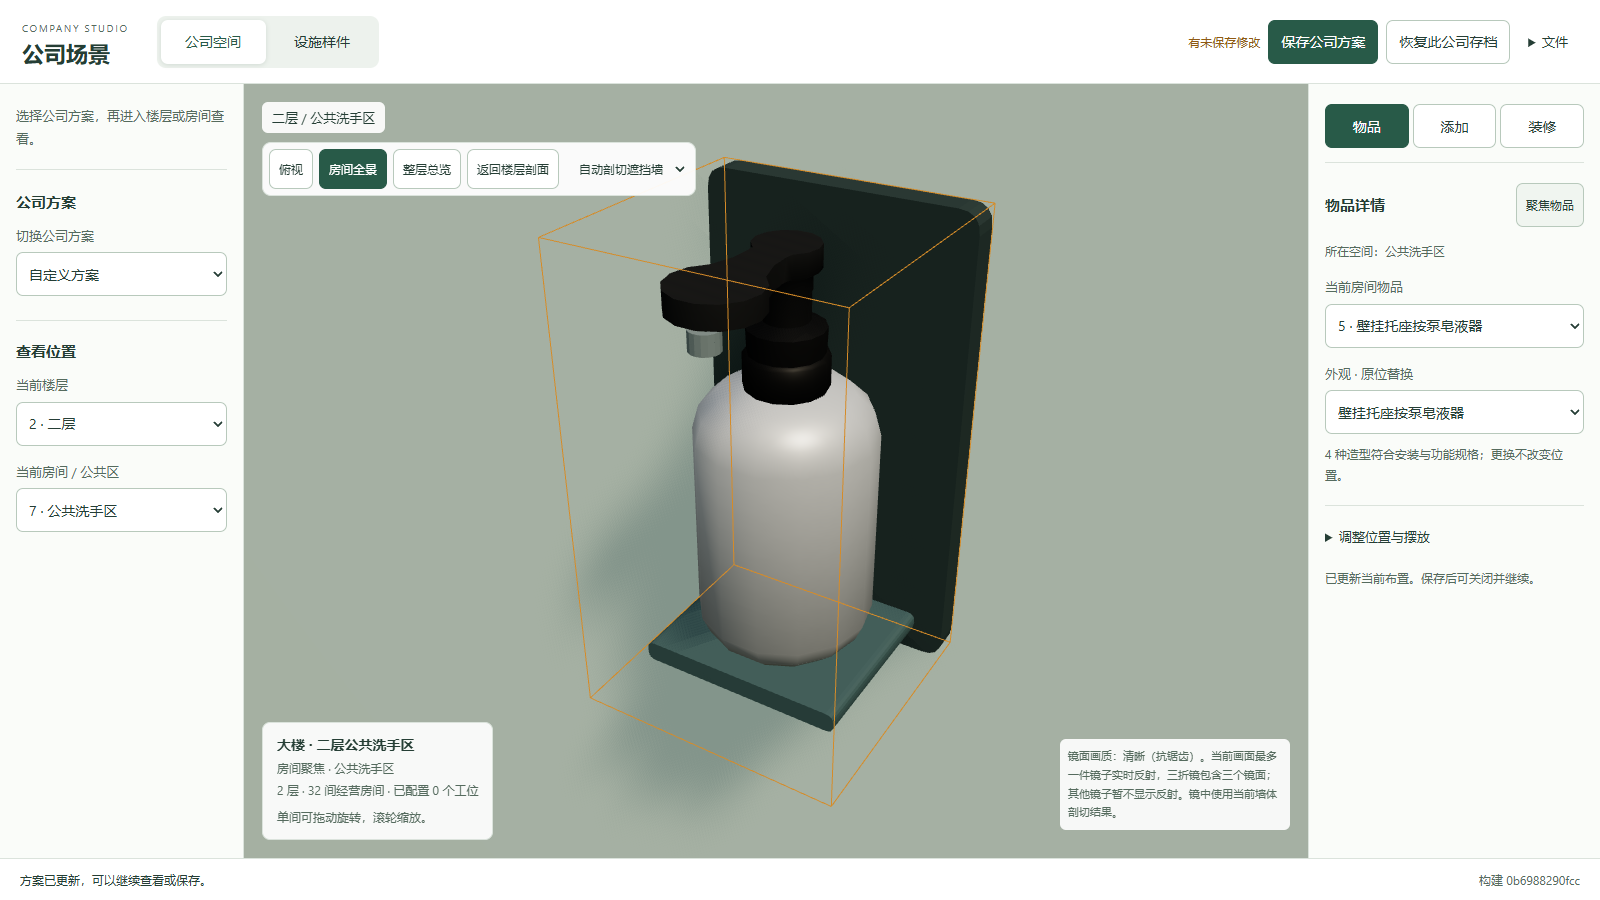 COMPANY STUDIO
公司场景
公司空间
设施样件
有未保存修改
保存公司方案
恢复此公司存档
▶ 文件
选择公司方案，再进入楼层或房间查
看。
公司方案
切换公司方案
自定义方案
查看位置
当前楼层
2 · 二层
当前房间 / 公共区
7 · 公共洗手区
二层 / 公共洗手区
俯视
房间全景
整层总览
返回楼层剖面
自动剖切遮挡墙
大楼 · 二层公共洗手区
房间聚焦 · 公共洗手区
2 层 · 32 间经营房间 · 已配置 0 个工位
单间可拖动旋转，滚轮缩放。
镜面画质：清晰（抗锯齿）。当前画面最多
一件镜子实时反射，三折镜包含三个镜面；
其他镜子暂不显示反射。镜中使用当前墙体
剖切结果。
物品
添加
装修
物品详情
聚焦物品
所在空间：公共洗手区
当前房间物品
5 · 壁挂托座按泵皂液器
外观 · 原位替换
壁挂托座按泵皂液器
4 种造型符合安装与功能规格；更换不改变位
置。
▶ 调整位置与摆放
已更新当前布置。保存后可关闭并继续。
方案已更新，可以继续查看或保存。
构建 0b6988290fcc